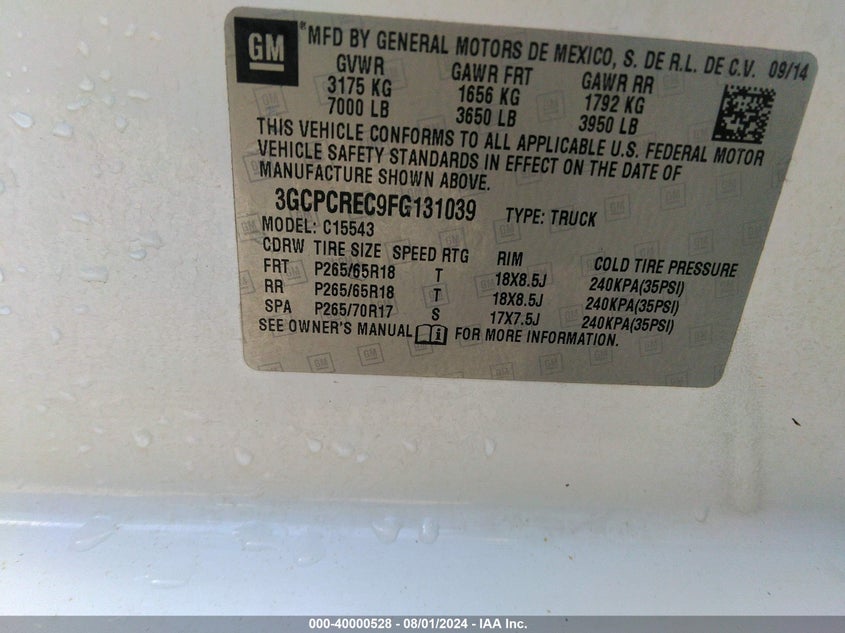 GM ® MFD BY GENERAL MOTORS DE MEXICO, S. DE R.L. DE C.V. 09/14
GVWR GAWR FRT GAWR RR
3175 KG 1656 KG 1792 KG
7000 LB 3650 LB 3950 LB
THIS VEHICLE CONFORMS TO ALL APPLICABLE U.S. FEDERAL MOTOR
VEHICLE SAFETY STANDARDS IN EFFECT ON THE DATE OF
MANUFACTURE SHOWN ABOVE.
3GCPCREC9FG131039 TYPE: TRUCK
MODEL: C15543
CDRW TIRE SIZE SPEED RTG RIM COLD TIRE PRESSURE
FRT P265/65R18 T 18X8.5J 240KPA(35PSI)
RR P265/65R18 T 18X8.5J 240KPA(35PSI)
SPA P265/70R17 S 17X7.5J 240KPA(35PSI)
SEE OWNER'S MANUAL i FOR MORE INFORMATION.
000-40000528 - 08/01/2024 - IAA Inc.